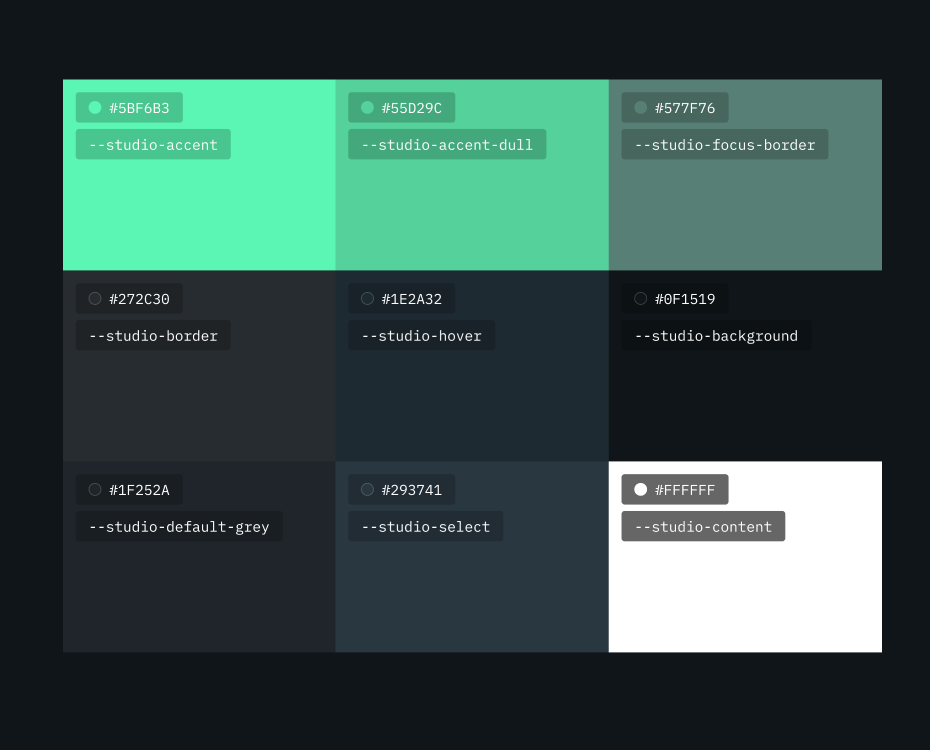 #5BF6B3
--studio-accent
#55D29C
--studio-accent-dull
#577F76
--studio-focus-border
#272C30
--studio-border
#1E2A32
--studio-hover
#0F1519
--studio-background
#1F252A
--studio-default-grey
#293741
--studio-select
#FFFFFF
--studio-content